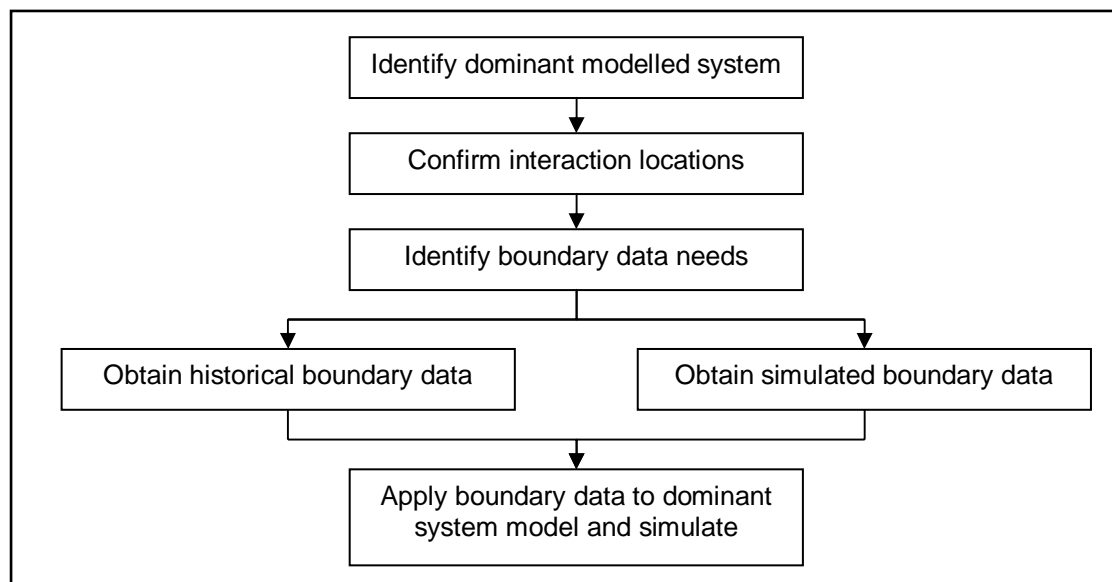 Identify dominant modelled system
Confirm interaction locations
Identify boundary data needs
Obtain historical boundary data
Obtain simulated boundary data
Apply boundary data to dominant
system model and simulate